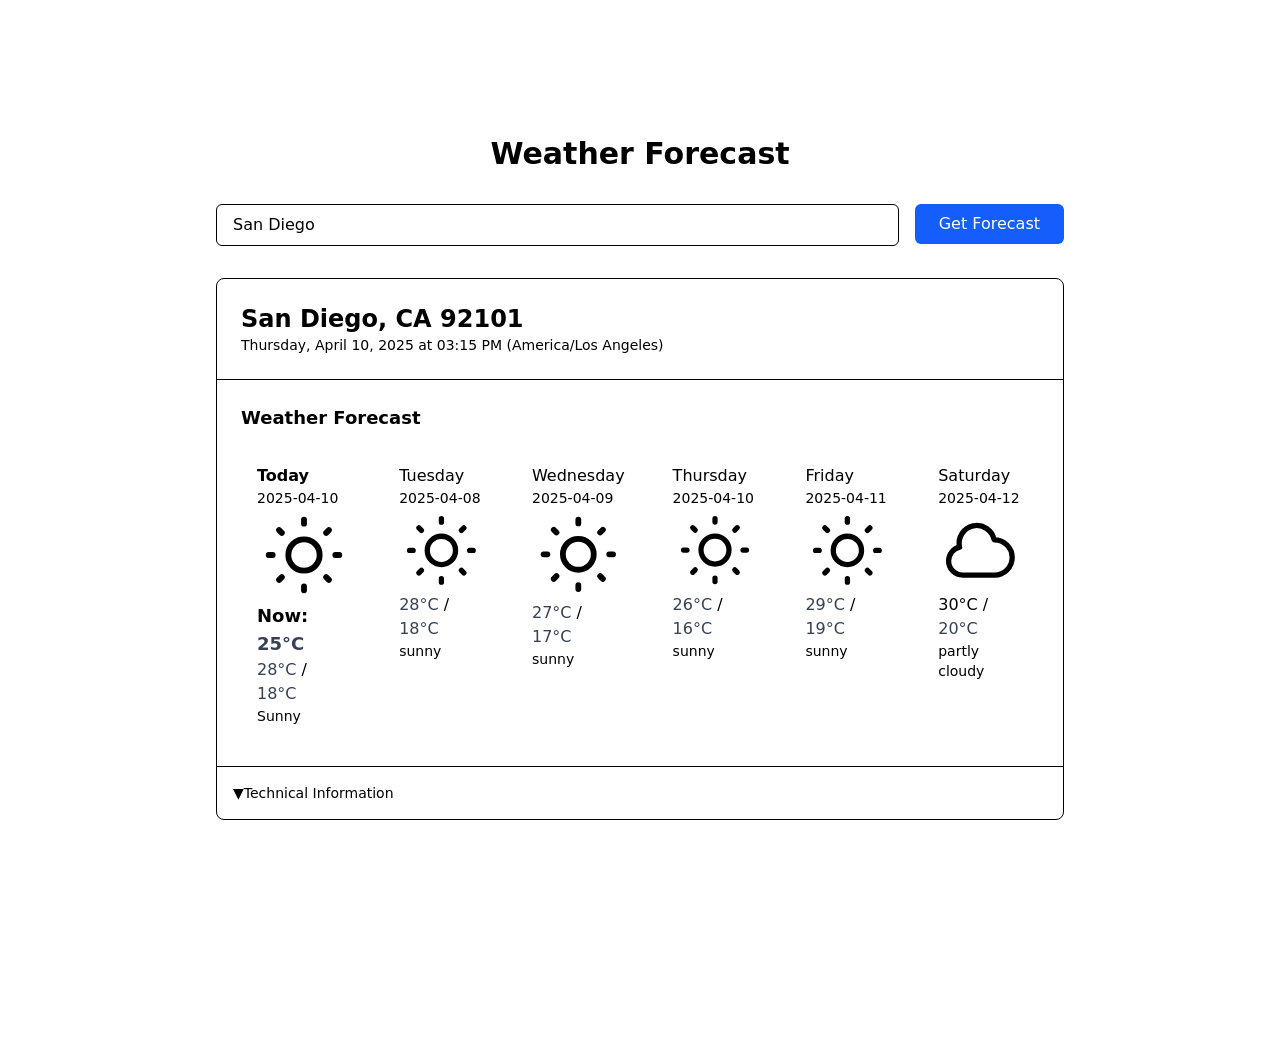 Weather Forecast
San Diego
Get Forecast
San Diego, CA 92101
Thursday, April 10, 2025 at 03:15 PM (America/Los Angeles)
Weather Forecast
Today
2025-04-10
Now:
25°C
28°C /
18°C
Sunny
Tuesday
2025-04-08
28°C /
18°C
sunny
Wednesday
2025-04-09
27°C /
17°C
sunny
Thursday
2025-04-10
26°C /
16°C
sunny
Friday
2025-04-11
29°C /
19°C
sunny
Saturday
2025-04-12
30°C /
20°C
partly
cloudy
▼Technical Information